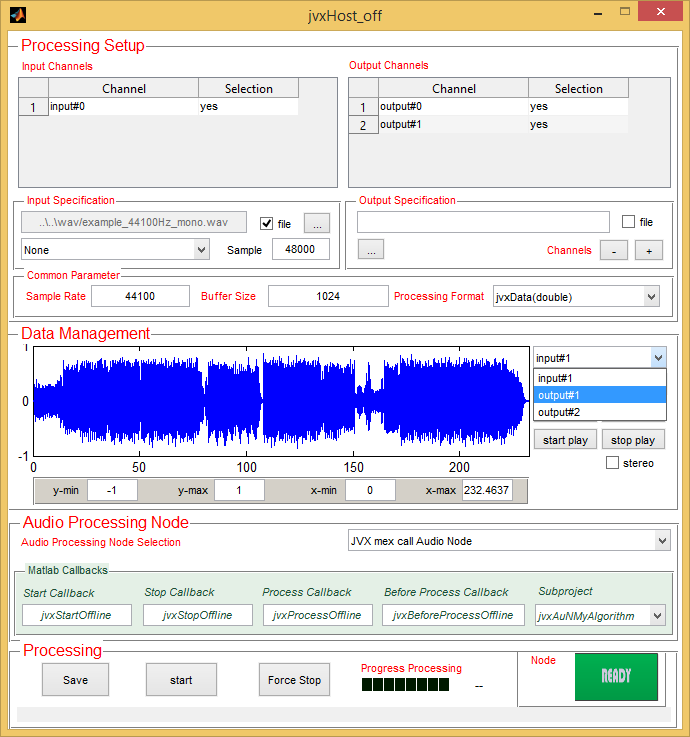 jvxHost_off
Processing Setup
Input Channels
Output Channels
Channel Selection
1 input#0 yes
Channel Selection
1 output#0 yes
2 output#1 yes
Input Specification
..\..\wav/example_44100Hz_mono.wav file ...
None Sample 48000
Output Specification
file
... Channels - +
Common Parameter
Sample Rate 44100 Buffer Size 1024 Processing Format jvxData(double)
Data Management
1
0
-1
0 50 100 150 200
input#1
input#1
output#1
output#2
start play stop play
stereo
y-min -1 y-max 1 x-min 0 x-max 232.4637
Audio Processing Node
Audio Processing Node Selection JVX mex call Audio Node
Matlab Callbacks
Start Callback Stop Callback Process Callback Before Process Callback Subproject
jvxStartOffline jvxStopOffline jvxProcessOffline jvxBeforeProcessOffline jvxAuNMyAlgorithm
Processing
Save start Force Stop
Progress Processing
--
Node READY